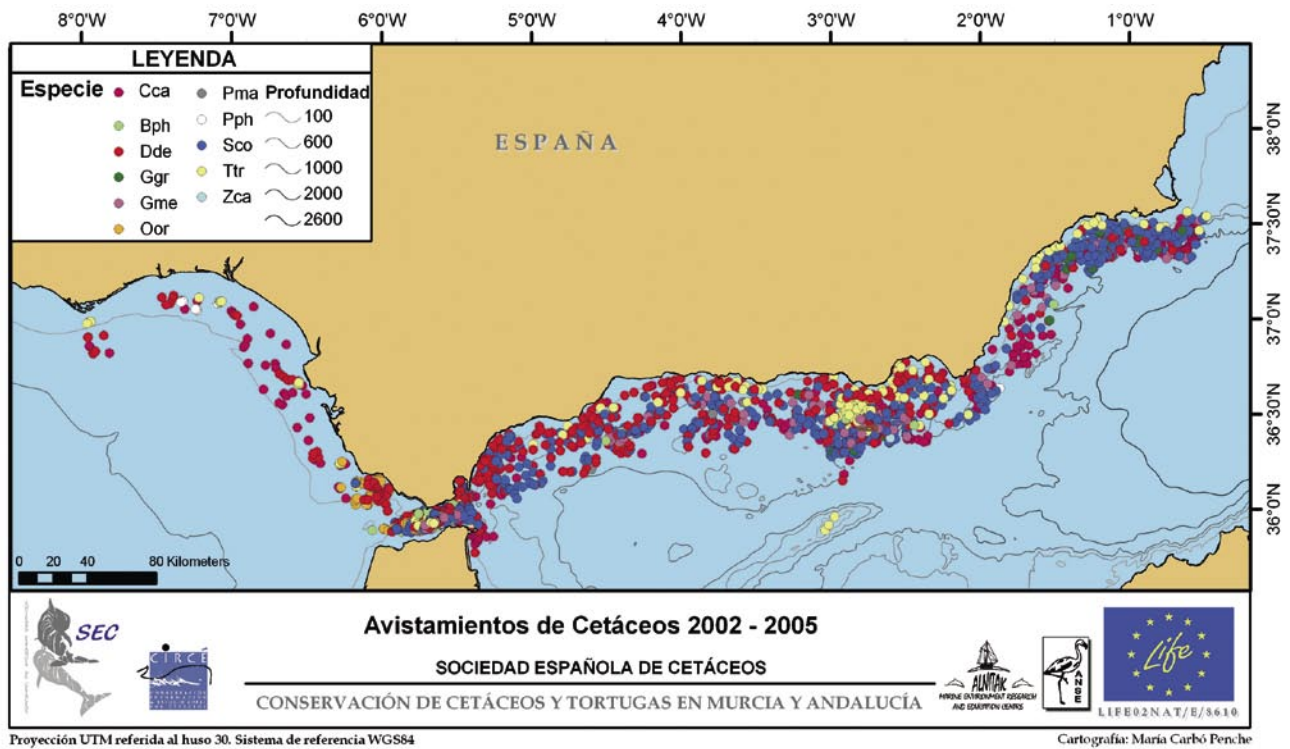 8°0'W 7°0'W 6°0'W 5°0'W 4°0'W 3°0'W 2°0'W 1°0'W
LEYENDA
Especie
Cca
Bph
Dde
Ggr
Gme
Oor
Pma
Pph
Sco
Ttr
Zca
Profundidad
100
600
1000
2000
2600
ESPAÑA
38°0'N
37°30'N
37°0'N
36°30'N
36°0'N
0 20 40 80 Kilometers
SEC
CIRCE
Avistamientos de Cetáceos 2002 - 2005
SOCIEDAD ESPAÑOLA DE CETÁCEOS
CONSERVACIÓN DE CETÁCEOS Y TORTUGAS EN MURCIA Y ANDALUCÍA
ALNITAK
MARINE ENVIRONMENT RESEARCH
AND EDUCATION CENTRE
ANSE
Life
LIFE02NAT/E/8610
Proyección UTM referida al huso 30. Sistema de referencia WGS84
Cartografía: María Carbó Penche